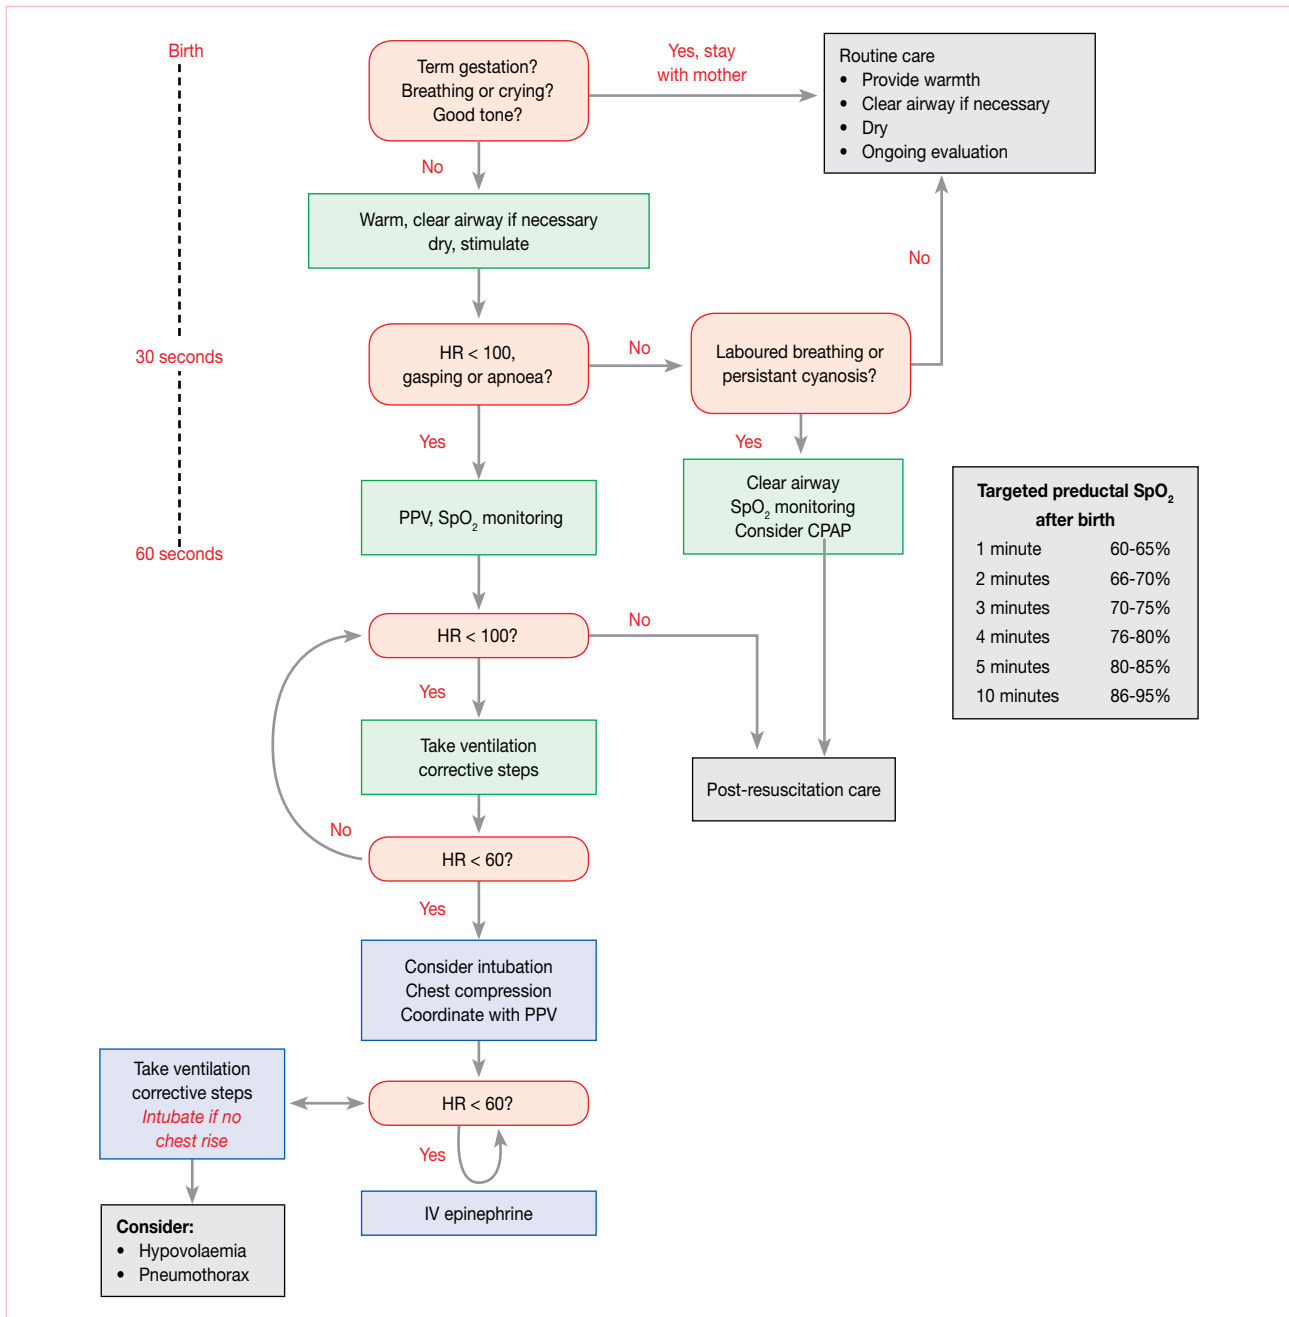 Birth
Term gestation?
Breathing or crying?
Good tone?
Yes, stay
with mother
Routine care
• Provide warmth
• Clear airway if necessary
• Dry
• Ongoing evaluation
No
Warm, clear airway if necessary
dry, stimulate
No
30 seconds
HR < 100,
gasping or apnoea?
No
Laboured breathing or
persistant cyanosis?
Yes
Yes
PPV, SpO2 monitoring
Clear airway
SpO2 monitoring
Consider CPAP
60 seconds
Targeted preductal SpO2
after birth
1 minute 60-65%
2 minutes 66-70%
3 minutes 70-75%
4 minutes 76-80%
5 minutes 80-85%
10 minutes 86-95%
HR < 100?
No
Yes
Take ventilation
corrective steps
Post-resuscitation care
No
HR < 60?
Yes
Consider intubation
Chest compression
Coordinate with PPV
Take ventilation
corrective steps
Intubate if no
chest rise
HR < 60?
Yes
IV epinephrine
Consider:
• Hypovolaemia
• Pneumothorax